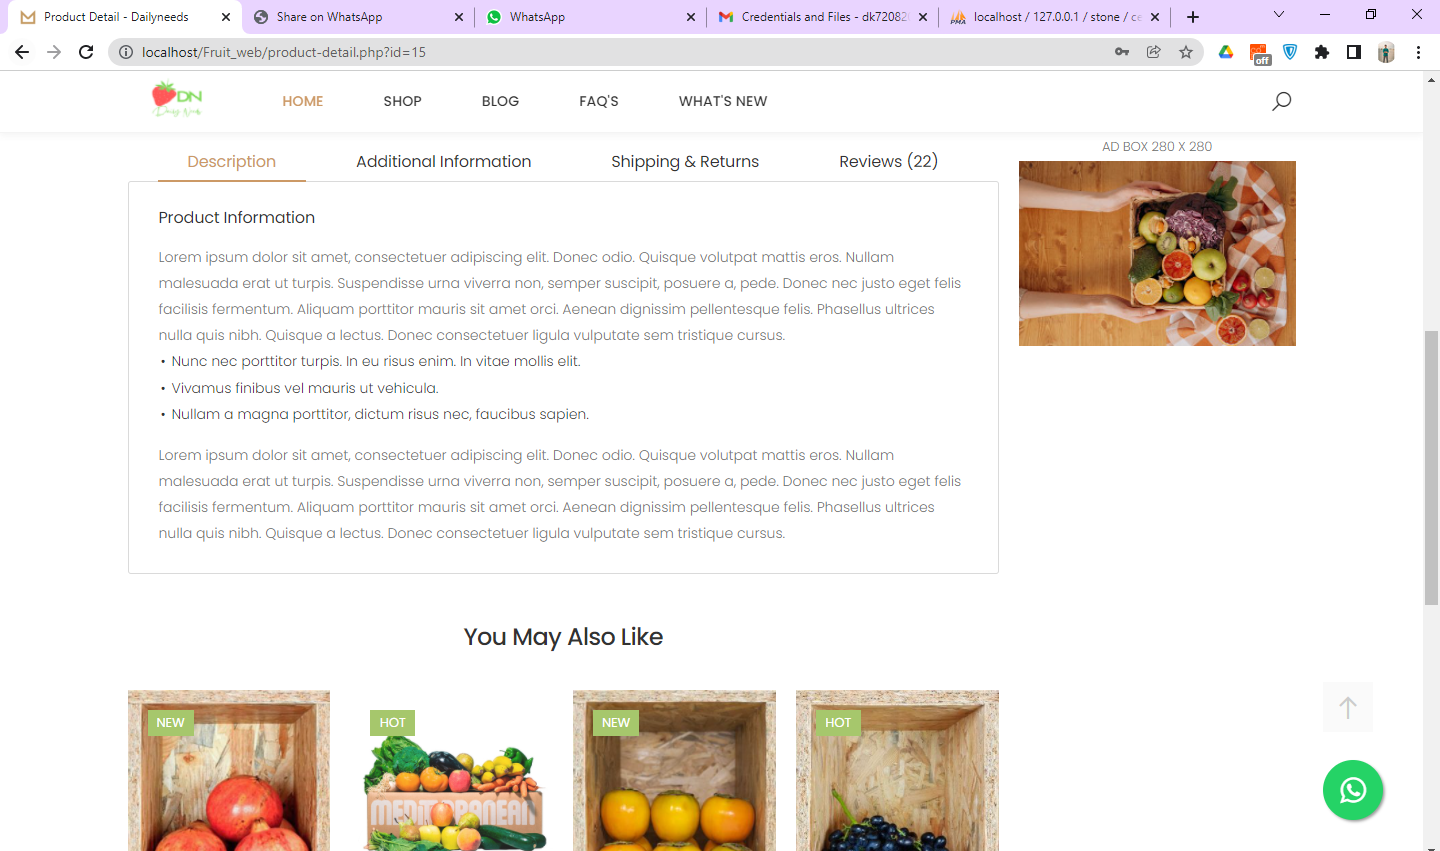 Product Detail - Dailyneeds
Share on WhatsApp
WhatsApp
Credentials and Files - dk7208
localhost / 127.0.0.1 / stone / ce
localhost/Fruit_web/product-detail.php?id=15
off
DN
HOME
SHOP
BLOG
FAQ'S
WHAT'S NEW
Description
Additional Information
Shipping & Returns
Reviews (22)
AD BOX 280 X 280
Product Information
Lorem ipsum dolor sit amet, consectetuer adipiscing elit. Donec odio. Quisque volutpat mattis eros. Nullam
malesuada erat ut turpis. Suspendisse urna viverra non, semper suscipit, posuere a, pede. Donec nec justo eget felis
facilisis fermentum. Aliquam porttitor mauris sit amet orci. Aenean dignissim pellentesque felis. Phasellus ultrices
nulla quis nibh. Quisque a lectus. Donec consectetuer ligula vulputate sem tristique cursus.
• Nunc nec porttitor turpis. In eu risus enim. In vitae mollis elit.
• Vivamus finibus vel mauris ut vehicula.
• Nullam a magna porttitor, dictum risus nec, faucibus sapien.
Lorem ipsum dolor sit amet, consectetuer adipiscing elit. Donec odio. Quisque volutpat mattis eros. Nullam
malesuada erat ut turpis. Suspendisse urna viverra non, semper suscipit, posuere a, pede. Donec nec justo eget felis
facilisis fermentum. Aliquam porttitor mauris sit amet orci. Aenean dignissim pellentesque felis. Phasellus ultrices
nulla quis nibh. Quisque a lectus. Donec consectetuer ligula vulputate sem tristique cursus.
You May Also Like
NEW
HOT
NEW
HOT
MEDITERRANEAN